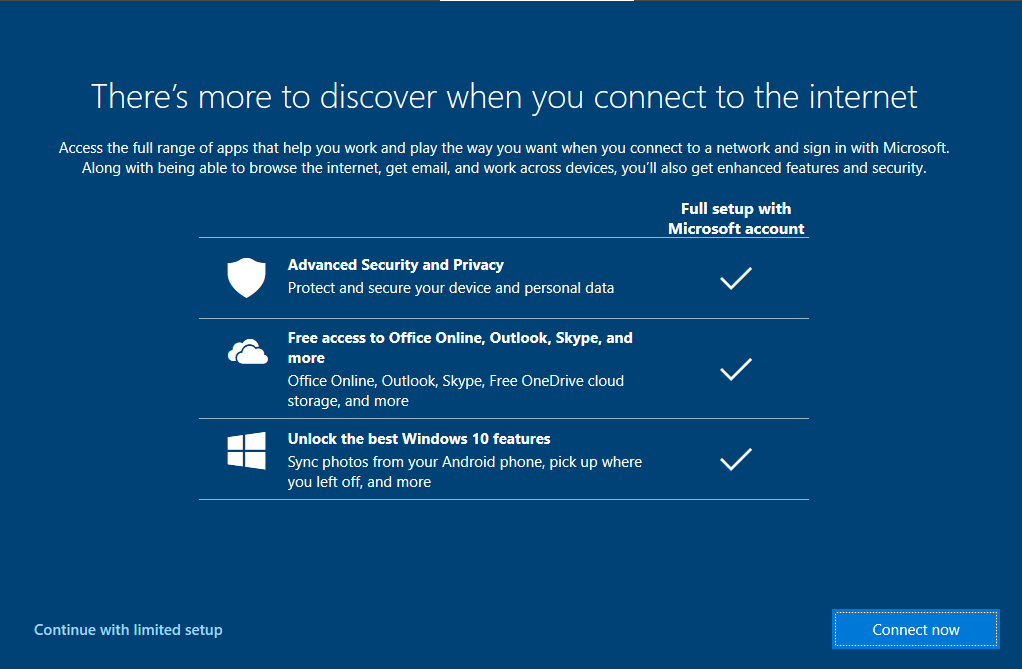 There’s more to discover when you connect to the internet
Access the full range of apps that help you work and play the way you want when you connect to a network and sign in with Microsoft.
Along with being able to browse the internet, get email, and work across devices, you’ll also get enhanced features and security.
Full setup with
Microsoft account
Advanced Security and Privacy
Protect and secure your device and personal data
Free access to Office Online, Outlook, Skype, and
more
Office Online, Outlook, Skype, Free OneDrive cloud
storage, and more
Unlock the best Windows 10 features
Sync photos from your Android phone, pick up where
you left off, and more
Continue with limited setup
Connect now